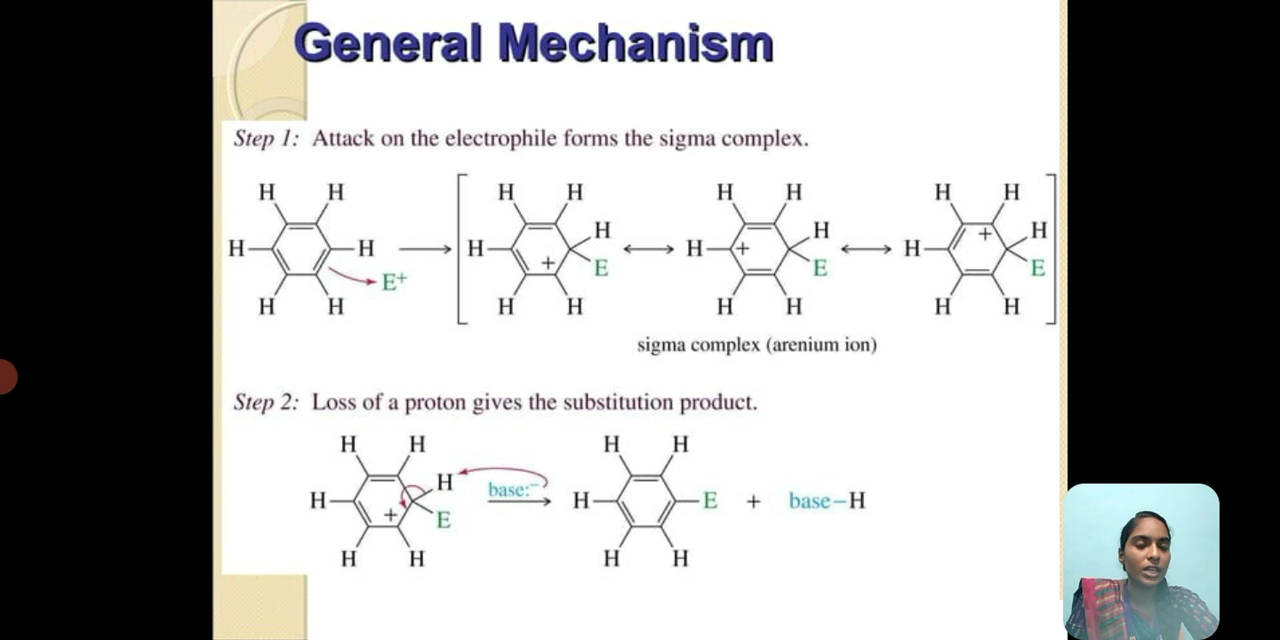 General Mechanism
Step 1: Attack on the electrophile forms the sigma complex.
H H H H H H H H
H H H H H H H
E+ + E + E + E
H H H H H H H H
sigma complex (arenium ion)
Step 2: Loss of a proton gives the substitution product.
H H H H
H H base:− H E + base–H
+ E
H H H H